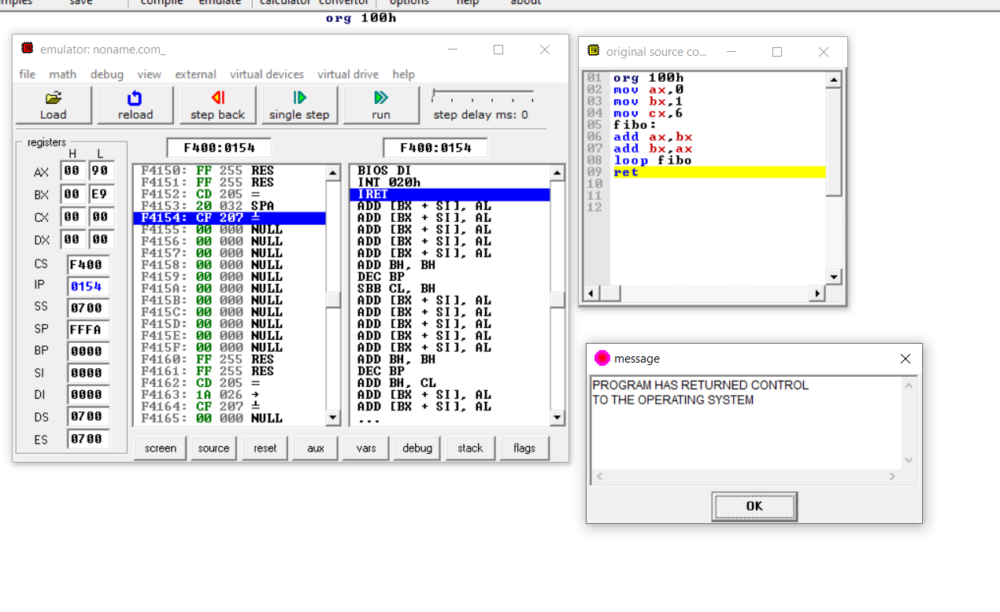 save compile emulate calculator convertor options help about
org 100h
emulator: noname.com_
file math debug view external virtual devices virtual drive help
Load reload step back single step run step delay ms: 0
registers
H L
F400:0154 F400:0154
AX 00 90
BX 00 E9
CX 00 00
DX 00 00
CS F400
IP 0154
SS 0700
SP FFFA
BP 0000
SI 0000
DI 0000
DS 0700
ES 0700
F4150: FF 255 RES
F4151: FF 255 RES
F4152: CD 205 =
F4153: 20 032 SPA
F4154: CF 207 ╧
F4155: 00 000 NULL
F4156: 00 000 NULL
F4157: 00 000 NULL
F4158: 00 000 NULL
F4159: 00 000 NULL
F415A: 00 000 NULL
F415B: 00 000 NULL
F415C: 00 000 NULL
F415D: 00 000 NULL
F415E: 00 000 NULL
F415F: 00 000 NULL
F4160: FF 255 RES
F4161: FF 255 RES
F4162: CD 205 =
F4163: 1A 026 →
F4164: CF 207 ╧
F4165: 00 000 NULL
BIOS DI
INT 020h
IRET
ADD [BX + SI], AL
ADD [BX + SI], AL
ADD [BX + SI], AL
ADD [BX + SI], AL
ADD [BX + SI], AL
ADD BH, BH
DEC BP
SBB CL, BH
ADD [BX + SI], AL
ADD [BX + SI], AL
ADD [BX + SI], AL
ADD [BX + SI], AL
ADD [BX + SI], AL
ADD BH, BH
DEC BP
ADD BH, CL
ADD [BX + SI], AL
ADD [BX + SI], AL
...
screen source reset aux vars debug stack flags
original source co...
01 org 100h
02 mov ax,0
03 mov bx,1
04 mov cx,6
05 fibo:
06 add ax,bx
07 add bx,ax
08 loop fibo
09 ret
10
11
12
message
PROGRAM HAS RETURNED CONTROL
TO THE OPERATING SYSTEM
OK